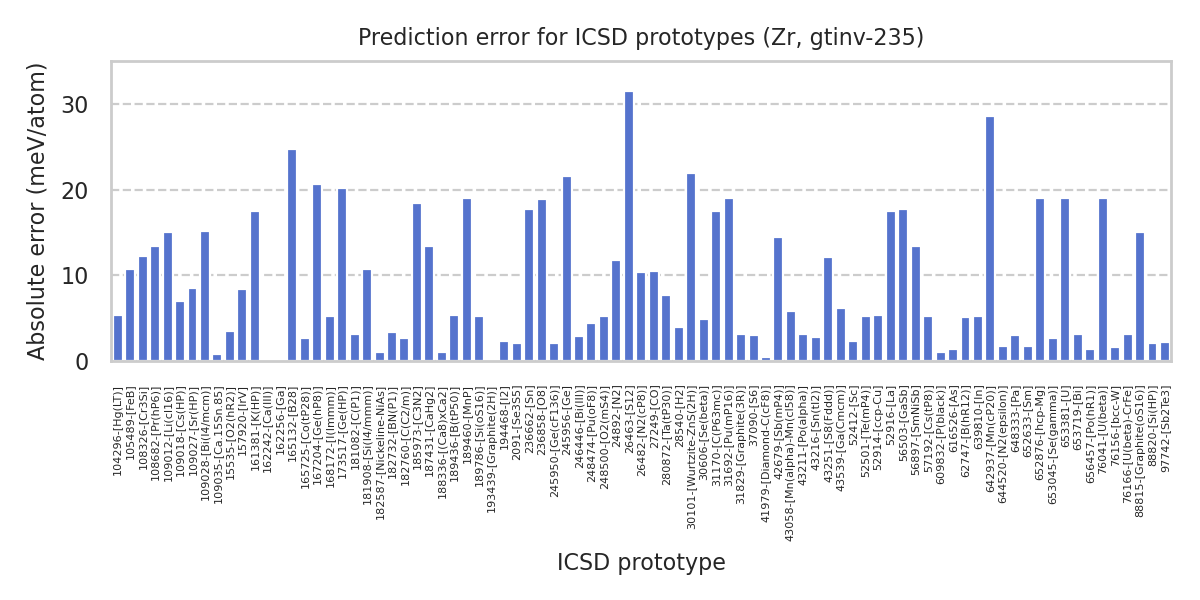 Prediction error for ICSD prototypes (Zr, gtinv-235)
Absolute error (meV/atom)
30
20
10
0
104296-[Hg(LT)]
105489-[FeB]
108326-[Cr3Si]
108682-[Pr(hP6)]
109012-[Li(cI16)]
109018-[Cs(HP)]
109027-[Sr(HP)]
109028-[Bi(I4/mcm)]
109035-[Ca.15Sn.85]
15535-[O2(hR2)]
157920-[IrV]
161381-[K(HP)]
162242-[Ca(III)]
162256-[Ga]
165132-[B28]
165725-[Co(tP28)]
167204-[Ge(hP8)]
168172-[I(Immm)]
173517-[Ge(HP)]
181082-[C(P1)]
181908-[Si(I4/mmm)]
182587-[Nickeline-NiAs]
182732-[BN(P1)]
182760-[C(C2/m)]
185973-[C3N2]
187431-[CaHg2]
188336-[(Ca8)xCa2]
189436-[B(tP50)]
189460-[MnP]
189786-[Si(oS16)]
193439-[Graphite(2H)]
194468-[I2]
2091-[Se3S5]
236662-[Sn]
236858-[O8]
245950-[Ge(cF136)]
245956-[Ge]
246446-[Bi(III)]
248474-[Pu(oF8)]
248500-[O2(mS4)]
24892-[N2]
26463-[S12]
26482-[N2(cP8)]
27249-[CO]
280872-[Ta(tP30)]
28540-[H2]
30101-[Wurtzite-ZnS(2H)]
30606-[Se(beta)]
31170-[C(P63mc)]
31692-[Pu(mP16)]
31829-[Graphite(3R)]
37090-[S6]
41979-[Diamond-C(cF8)]
42679-[Sb(mP4)]
43058-[Mn(alpha)-Mn(cI58)]
43211-[Po(alpha)]
43216-[Sn(tI2)]
43251-[S8(Fddd)]
43539-[Ga(Cmcm)]
52412-[Sc]
52501-[Te(mP4)]
52914-[ccp-Cu]
52916-[La]
56503-[GaSb]
56897-[SmNiSb]
57192-[Cs(tP8)]
609832-[P(black)]
616526-[As]
62747-[B(hR12)]
639810-[In]
642937-[Mn(cP20)]
644520-[N2(epsilon)]
648333-[Pa]
652633-[Sm]
652876-[hcp-Mg]
653045-[Se(gamma)]
653381-[U]
653719-[Bi]
656457-[Po(hR1)]
76041-[U(beta)]
76156-[bcc-W]
76166-[U(beta)-CrFe]
88815-[Graphite(oS16)]
88820-[Si(HP)]
97742-[Sb2Te3]
ICSD prototype